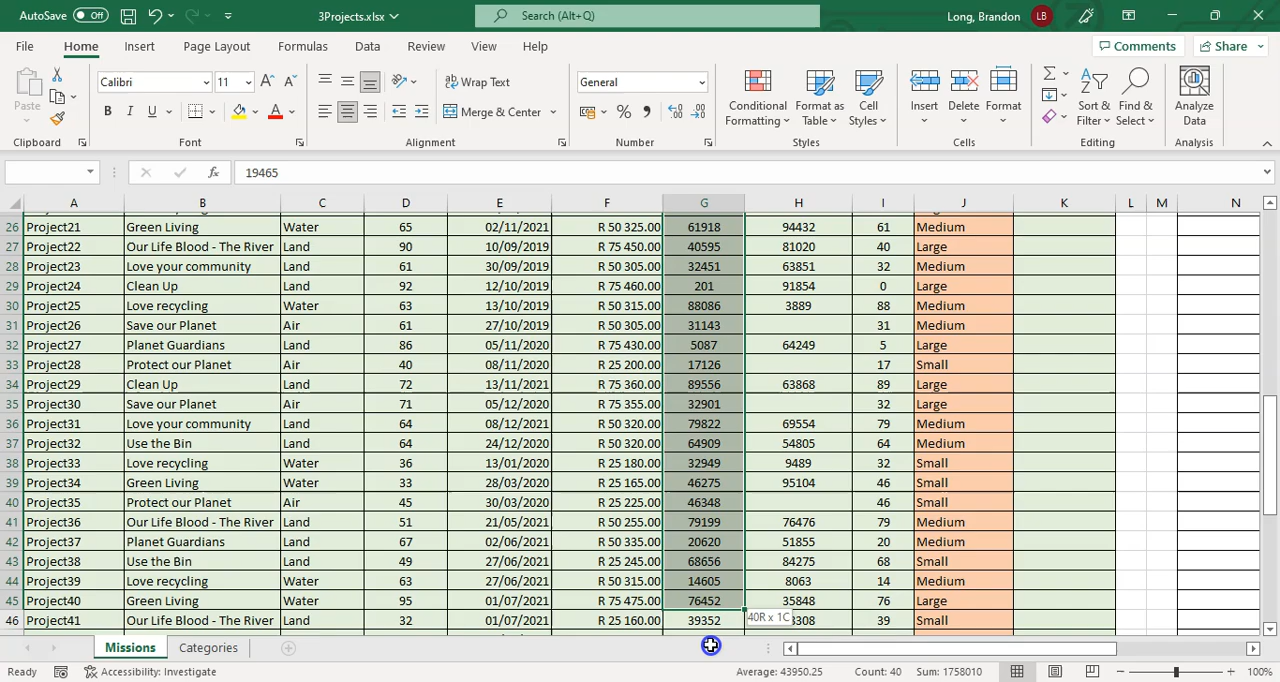 AutoSave Off 3Projects.xlsx Search (Alt+Q) Long, Brandon LB
File Home Insert Page Layout Formulas Data Review View Help Comments Share
Paste Calibri 11 Wrap Text General Conditional Formatting Format as Table Cell Styles Insert Delete Format Sort & Filter Find & Select Analyze Data
B I U A Merge & Center % ,
Clipboard Font Alignment Number Styles Cells Editing Analysis
fx 19465
A B C D E F G H I J K L M N
26 Project21 Green Living Water 65 02/11/2021 R 50 325.00 61918 94432 61 Medium
27 Project22 Our Life Blood - The River Land 90 10/09/2019 R 75 450.00 40595 81020 40 Large
28 Project23 Love your community Land 61 30/09/2019 R 50 305.00 32451 63851 32 Medium
29 Project24 Clean Up Land 92 12/10/2019 R 75 460.00 201 91854 0 Large
30 Project25 Love recycling Water 63 13/10/2019 R 50 315.00 88086 3889 88 Medium
31 Project26 Save our Planet Air 61 27/10/2019 R 50 305.00 31143 31 Medium
32 Project27 Planet Guardians Land 86 05/11/2020 R 75 430.00 5087 64249 5 Large
33 Project28 Protect our Planet Air 40 08/11/2020 R 25 200.00 17126 17 Small
34 Project29 Clean Up Land 72 13/11/2021 R 75 360.00 89556 63868 89 Large
35 Project30 Save our Planet Air 71 05/12/2020 R 75 355.00 32901 32 Large
36 Project31 Love your community Land 64 08/12/2021 R 50 320.00 79822 69554 79 Medium
37 Project32 Use the Bin Land 64 24/12/2020 R 50 320.00 64909 54805 64 Medium
38 Project33 Love recycling Water 36 13/01/2020 R 25 180.00 32949 9489 32 Small
39 Project34 Green Living Water 33 28/03/2020 R 25 165.00 46275 95104 46 Small
40 Project35 Protect our Planet Air 45 30/03/2020 R 25 225.00 46348 46 Small
41 Project36 Our Life Blood - The River Land 51 21/05/2021 R 50 255.00 79199 76476 79 Medium
42 Project37 Planet Guardians Land 67 02/06/2021 R 50 335.00 20020 51855 20 Medium
43 Project38 Use the Bin Land 49 27/06/2021 R 25 245.00 68656 84275 68 Small
44 Project39 Love recycling Water 63 27/06/2021 R 50 315.00 14605 8063 14 Medium
45 Project40 Green Living Water 95 01/07/2021 R 75 475.00 76452 35848 76 Large
46 Project41 Our Life Blood - The River Land 32 01/07/2021 R 25 160.00 39352 40R x 1C 39 Small
Missions Categories
Ready Accessibility: Investigate Average: 43950.25 Count: 40 Sum: 1758010 100%